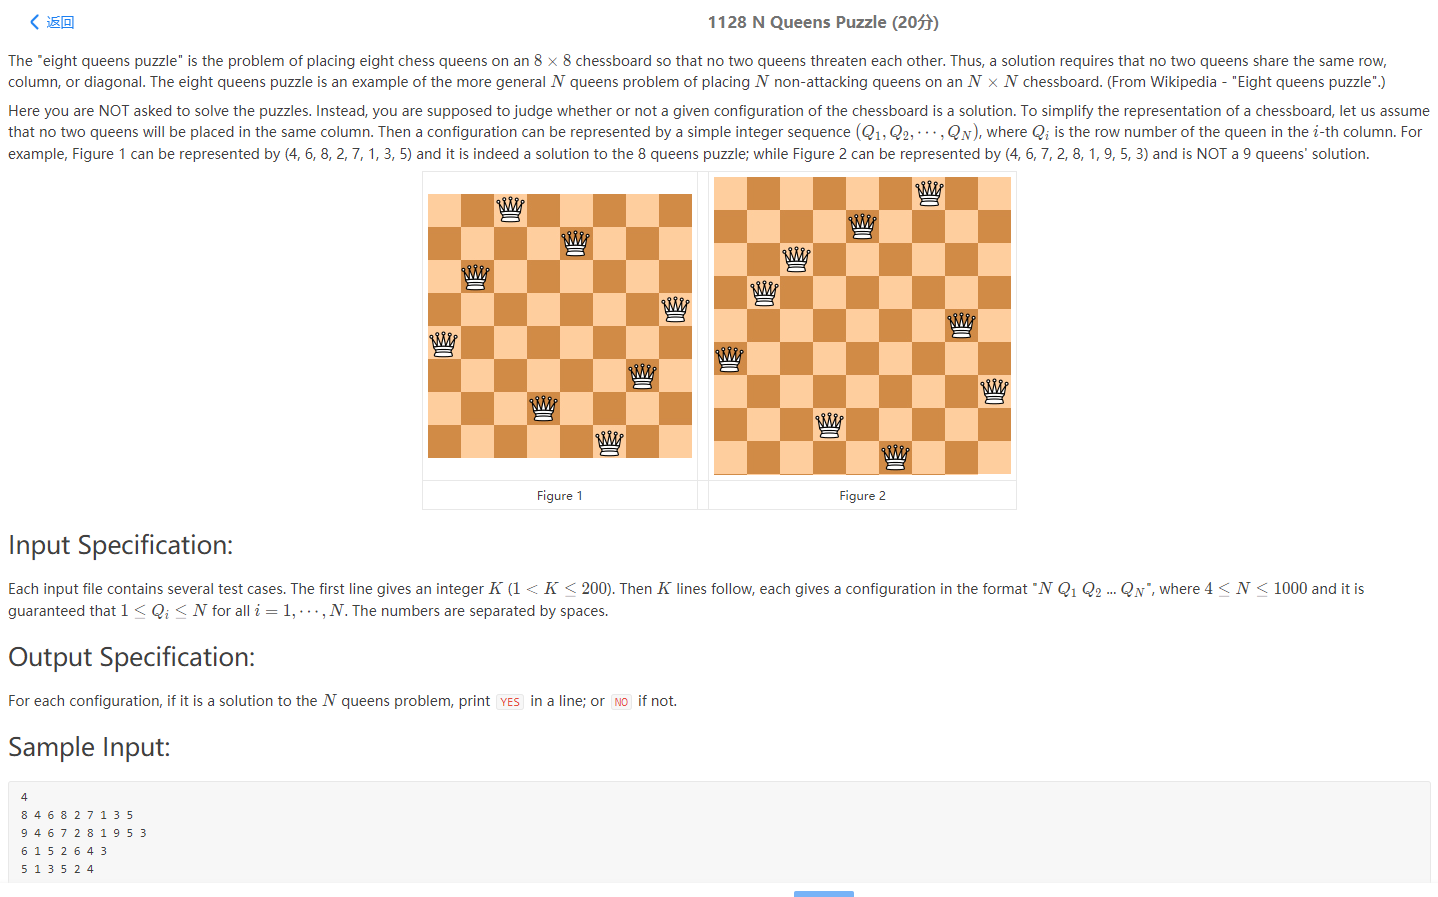 返回
1128 N Queens Puzzle (20分)
The "eight queens puzzle" is the problem of placing eight chess queens on an 8 × 8 chessboard so that no two queens threaten each other. Thus, a solution requires that no two queens share the same row,
column, or diagonal. The eight queens puzzle is an example of the more general N queens problem of placing N non-attacking queens on an N × N chessboard. (From Wikipedia - "Eight queens puzzle".)
Here you are NOT asked to solve the puzzles. Instead, you are supposed to judge whether or not a given configuration of the chessboard is a solution. To simplify the representation of a chessboard, let us assume
that no two queens will be placed in the same column. Then a configuration can be represented by a simple integer sequence (Q₁, Q₂, ⋯, Q_N), where Q_i is the row number of the queen in the i-th column. For
example, Figure 1 can be represented by (4, 6, 8, 2, 7, 1, 3, 5) and it is indeed a solution to the 8 queens puzzle; while Figure 2 can be represented by (4, 6, 7, 2, 8, 1, 9, 5, 3) and is NOT a 9 queens' solution.
Figure 1
Figure 2
Input Specification:
Each input file contains several test cases. The first line gives an integer K (1 < K ≤ 200). Then K lines follow, each gives a configuration in the format "N Q₁ Q₂ ... Q_N", where 4 ≤ N ≤ 1000 and it is
guaranteed that 1 ≤ Q_i ≤ N for all i = 1, ⋯, N. The numbers are separated by spaces.
Output Specification:
For each configuration, if it is a solution to the N queens problem, print YES in a line; or NO if not.
Sample Input:
4
8 4 6 8 2 7 1 3 5
9 4 6 7 2 8 1 9 5 3
6 1 5 2 6 4 3
5 1 3 5 2 4